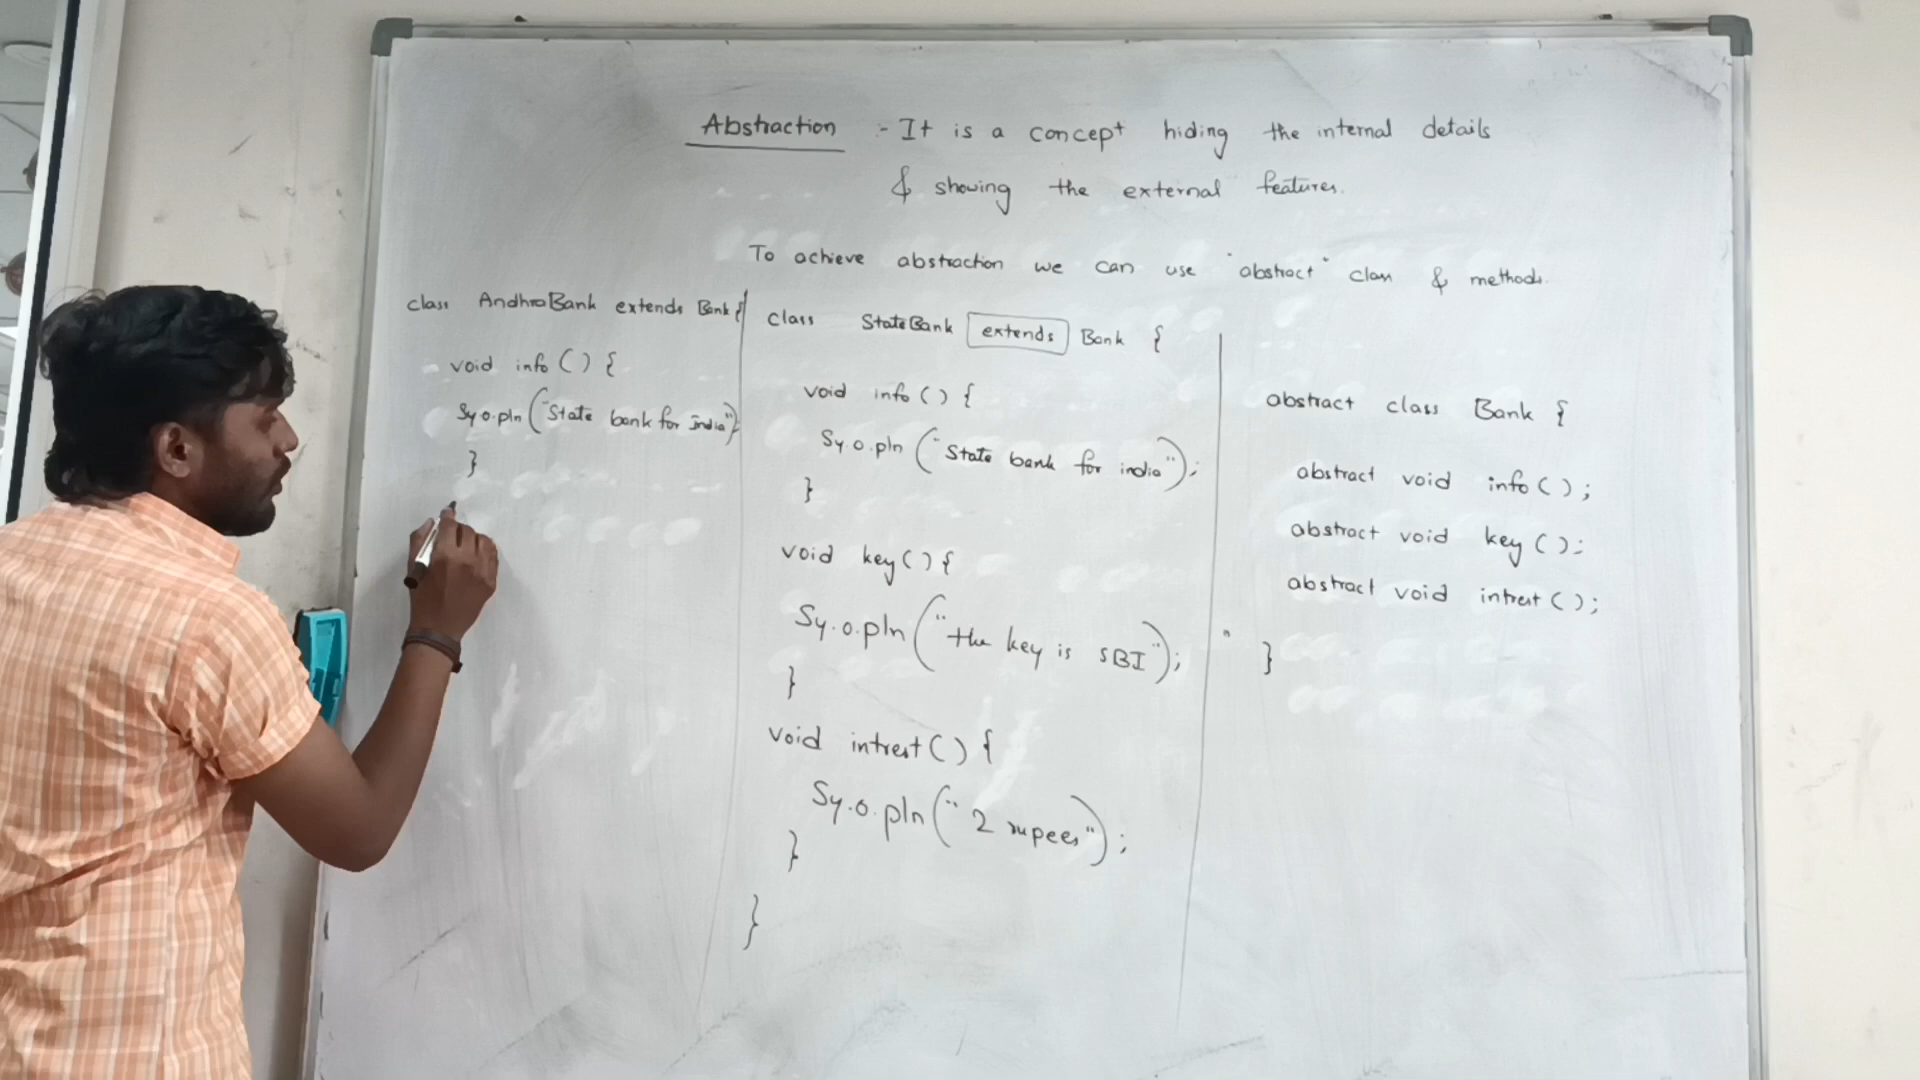 Abstraction :- It is a concept hiding the internal details
& showing the external features.
To achieve abstraction we can use "abstract" class & methods.
class AndhraBank extends Bank {
void info () {
Sy.o.pln ("State bank for india")
}
class StateBank extends Bank {
void info () {
Sy.o.pln ("State bank for india");
}
void key () {
Sy.o.pln ("the key is SBI");
}
void intrest () {
Sy.o.pln ("2 rupees");
}
}
abstract class Bank {
abstract void info ();
abstract void key ();
abstract void intrest ();
}